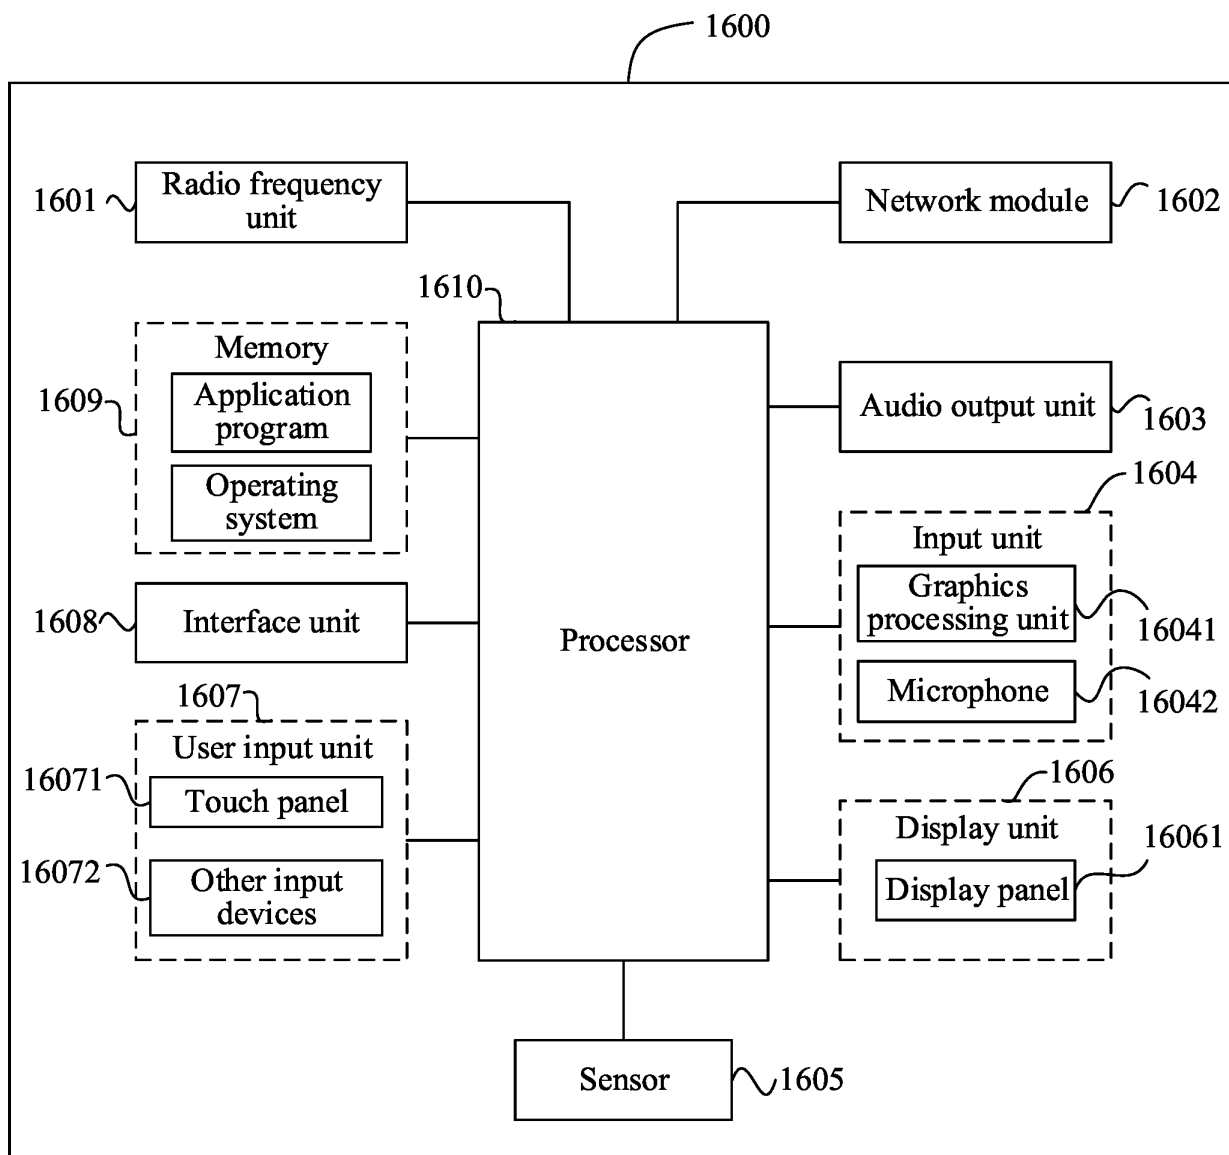 1600
1601
Radio frequency
unit
Network module
1602
1610
1609
Memory
Application
program
Operating
system
Audio output unit
1603
1604
Input unit
Graphics
processing unit
16041
Microphone
16042
1608
Interface unit
Processor
1607
User input unit
16071
Touch panel
16072
Other input
devices
1606
Display unit
Display panel
16061
Sensor
1605